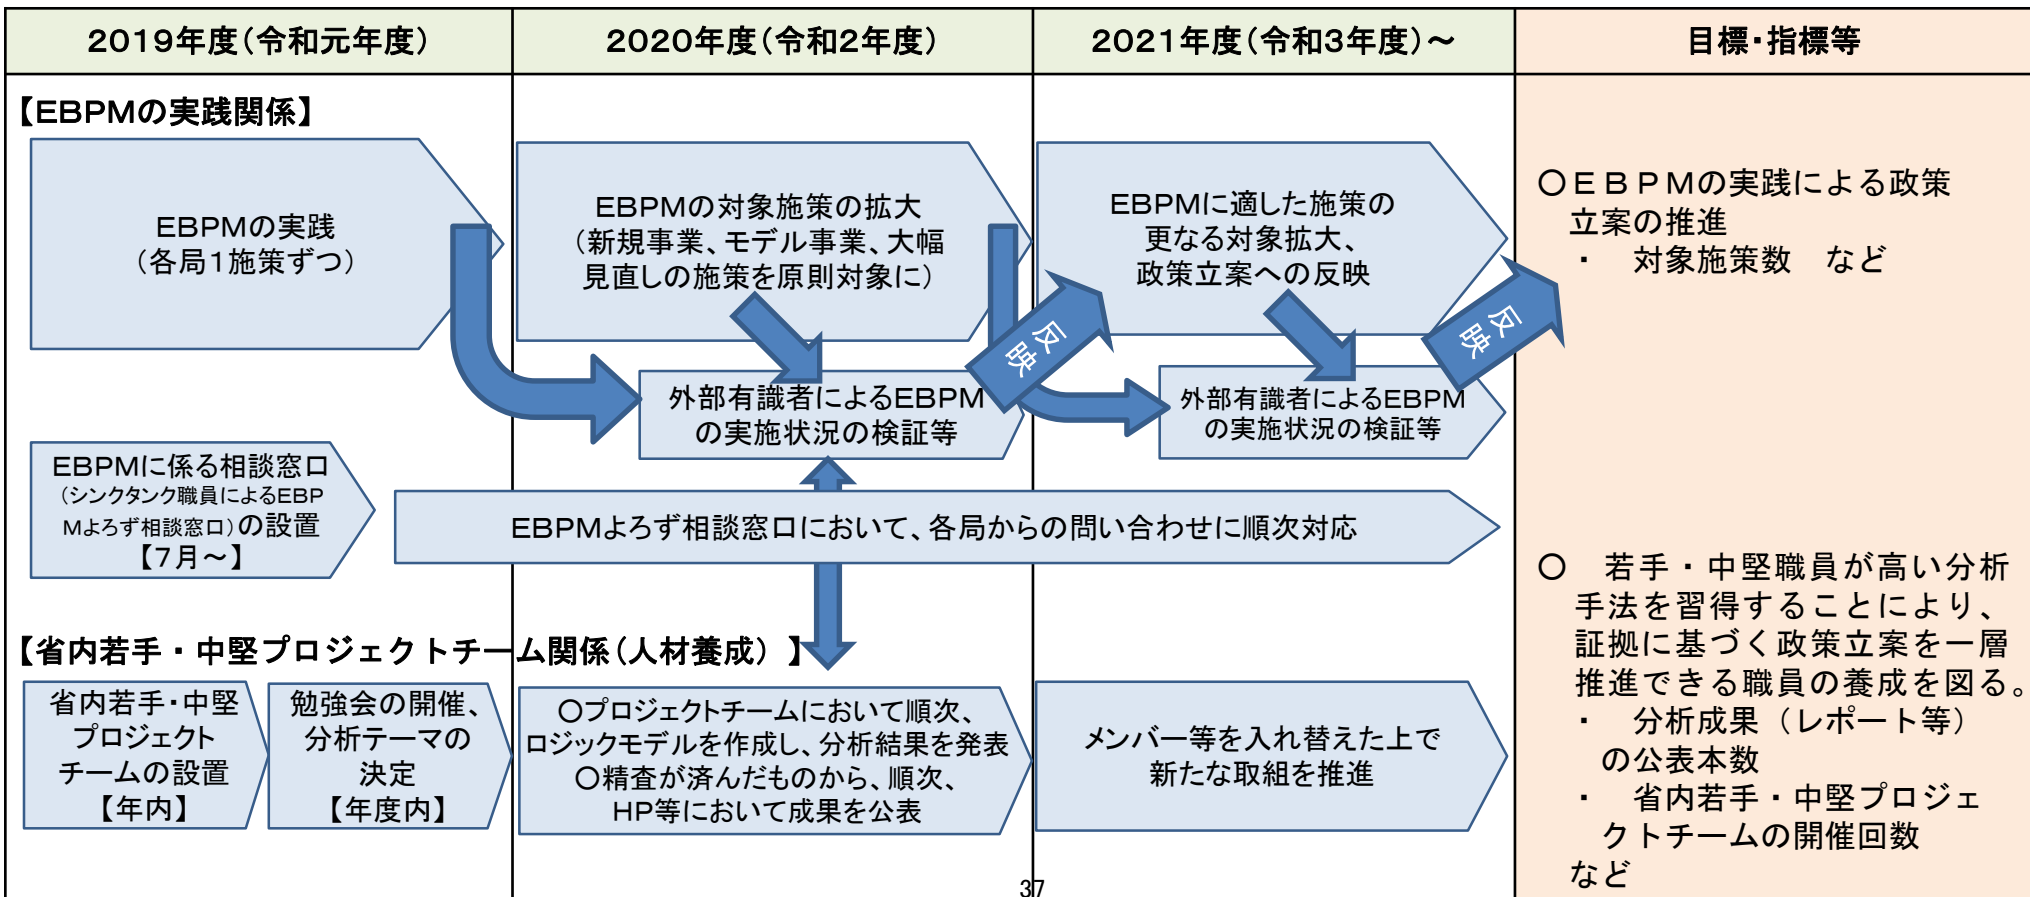 2019年度(令和元年度)
2020年度(令和2年度)
2021年度(令和3年度)～
目標・指標等
【EBPMの実践関係】
EBPMの実践
(各局1施策ずつ)
EBPMの対象施策の拡大
(新規事業、モデル事業、大幅
見直しの施策を原則対象に)
EBPMに適した施策の
更なる対象拡大、
政策立案への反映
反映
反映
外部有識者によるEBPM
の実施状況の検証等
外部有識者によるEBPM
の実施状況の検証等
EBPMに係る相談窓口
(シンクタンク職員によるEBP
Mよろず相談窓口)の設置
【7月～】
EBPMよろず相談窓口において、各局からの問い合わせに順次対応
【省内若手・中堅プロジェクトチーム関係(人材養成)】
省内若手・中堅
プロジェクト
チームの設置
【年内】
勉強会の開催、
分析テーマの
決定
【年度内】
○プロジェクトチームにおいて順次、
ロジックモデルを作成し、分析結果を発表
○精査が済んだものから、順次、
HP等において成果を公表
メンバー等を入れ替えた上で
新たな取組を推進
○EBPMの実践による政策
立案の推進
・ 対象施策数 など
○ 若手・中堅職員が高い分析
手法を習得することにより、
証拠に基づく政策立案を一層
推進できる職員の養成を図る。
・ 分析成果(レポート等)
の公表本数
・ 省内若手・中堅プロジェ
クトチームの開催回数
など
37